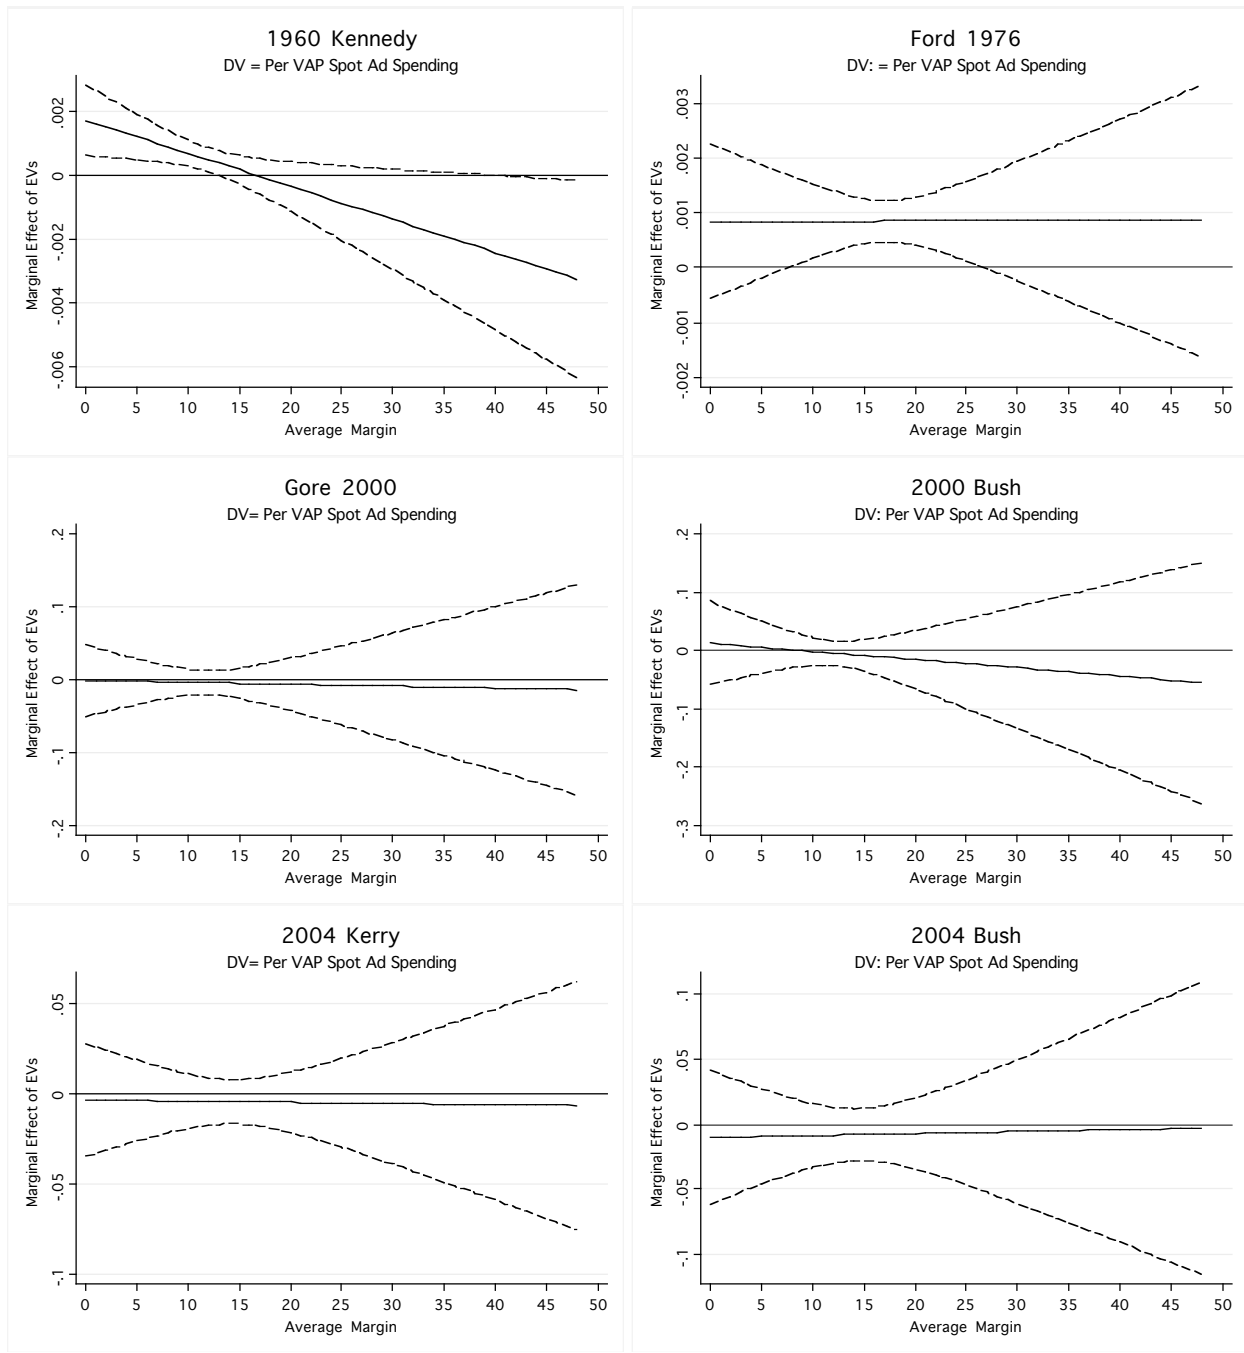 1960 Kennedy
DV = Per VAP Spot Ad Spending
Marginal Effect of EVs
.002
0
-.002
-.004
-.006
0 5 10 15 20 25 30 35 40 45 50
Average Margin
Ford 1976
DV: = Per VAP Spot Ad Spending
Marginal Effect of EVs
.003
.002
.001
0
-.001
-.002
0 5 10 15 20 25 30 35 40 45 50
Average Margin
Gore 2000
DV= Per VAP Spot Ad Spending
Marginal Effect of EVs
.2
.1
0
-.1
-.2
0 5 10 15 20 25 30 35 40 45 50
Average Margin
2000 Bush
DV: Per VAP Spot Ad Spending
Marginal Effect of EVs
.2
.1
0
-.1
-.2
-.3
0 5 10 15 20 25 30 35 40 45 50
Average Margin
2004 Kerry
DV= Per VAP Spot Ad Spending
Marginal Effect of EVs
.05
0
-.05
-.1
0 5 10 15 20 25 30 35 40 45 50
Average Margin
2004 Bush
DV: Per VAP Spot Ad Spending
Marginal Effect of EVs
.1
.05
0
-.05
-.1
0 5 10 15 20 25 30 35 40 45 50
Average Margin